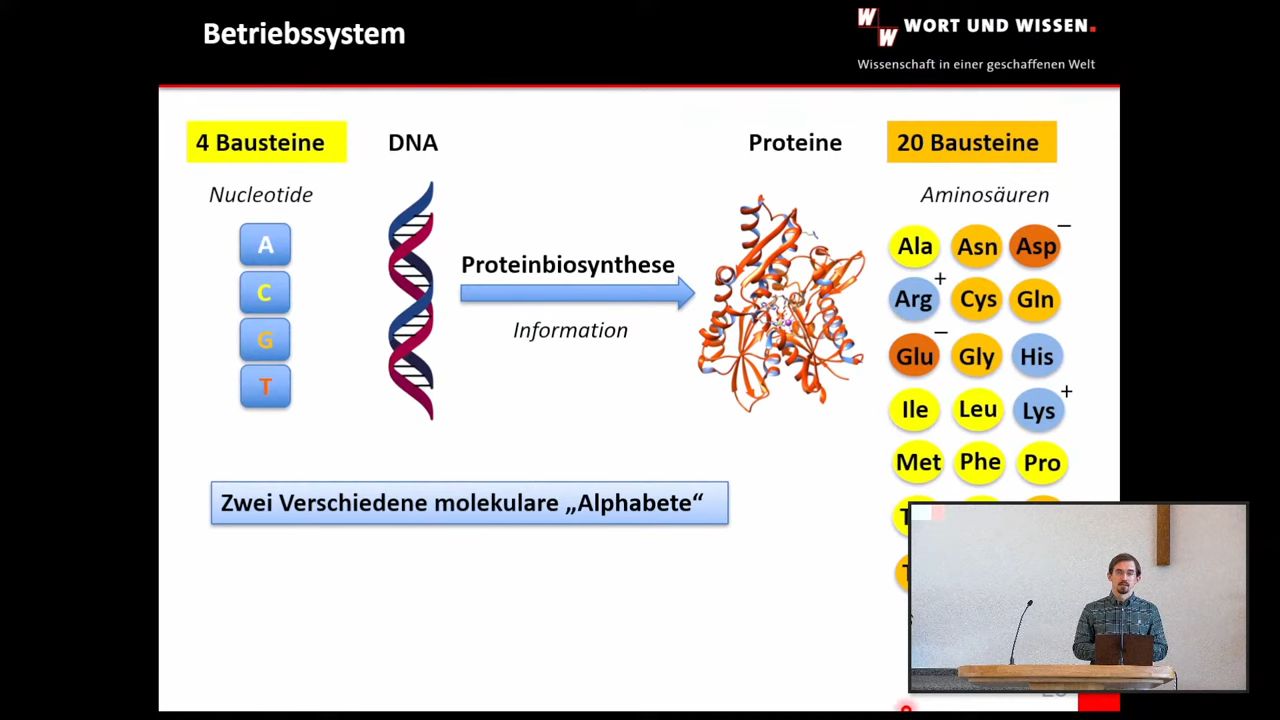 Betriebssystem
W W WORT UND WISSEN.
Wissenschaft in einer geschaffenen Welt
4 Bausteine
DNA
Proteine
20 Bausteine
Nucleotide
Aminosäuren
A
C
G
T
Proteinbiosynthese
Information
Ala Asn Asp −
Arg + Cys Gln
Glu − Gly His
Ile Leu Lys +
Met Phe Pro
Zwei Verschiedene molekulare „Alphabete“